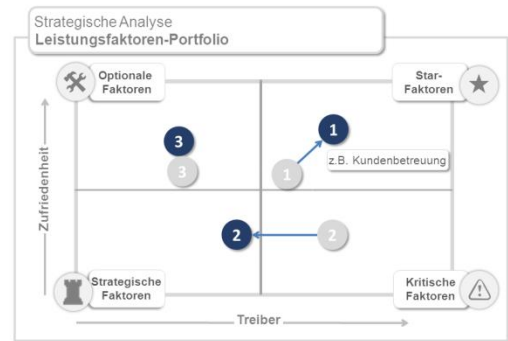 Strategische Analyse
Leistungsfaktoren-Portfolio
Optionale
Faktoren
Star-
Faktoren
3
3
1
1
z.B. Kundenbetreuung
Zufriedenheit
2
2
Strategische
Faktoren
Kritische
Faktoren
Treiber